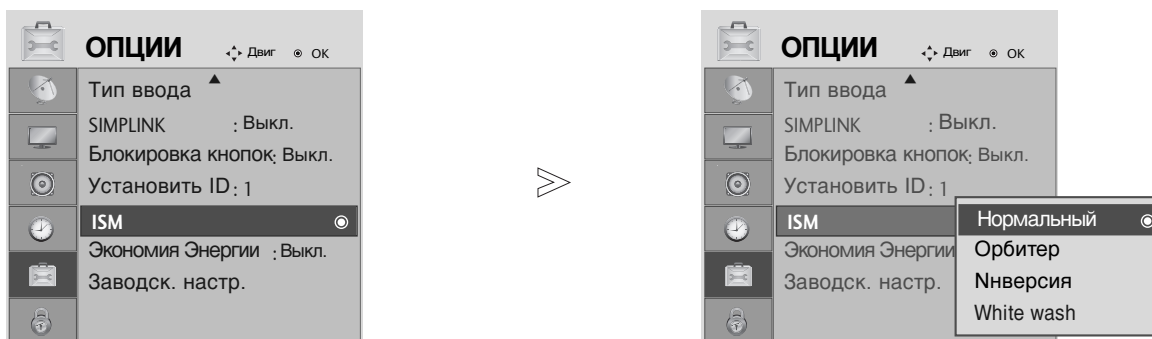 ОПЦИИ Двиг ОК
Тип ввода
SIMPLINK : Выкл.
Блокировка кнопок: Выкл.
Установить ID : 1
ISM
Экономия Энергии : Выкл.
Заводск. настр.
ОПЦИИ Двиг ОК
Тип ввода
SIMPLINK : Выкл.
Блокировка кнопок: Выкл.
Установить ID : 1
ISM
Экономия Энергии
Заводск. настр.
Нормальный
Орбитер
Nнверсия
White wash